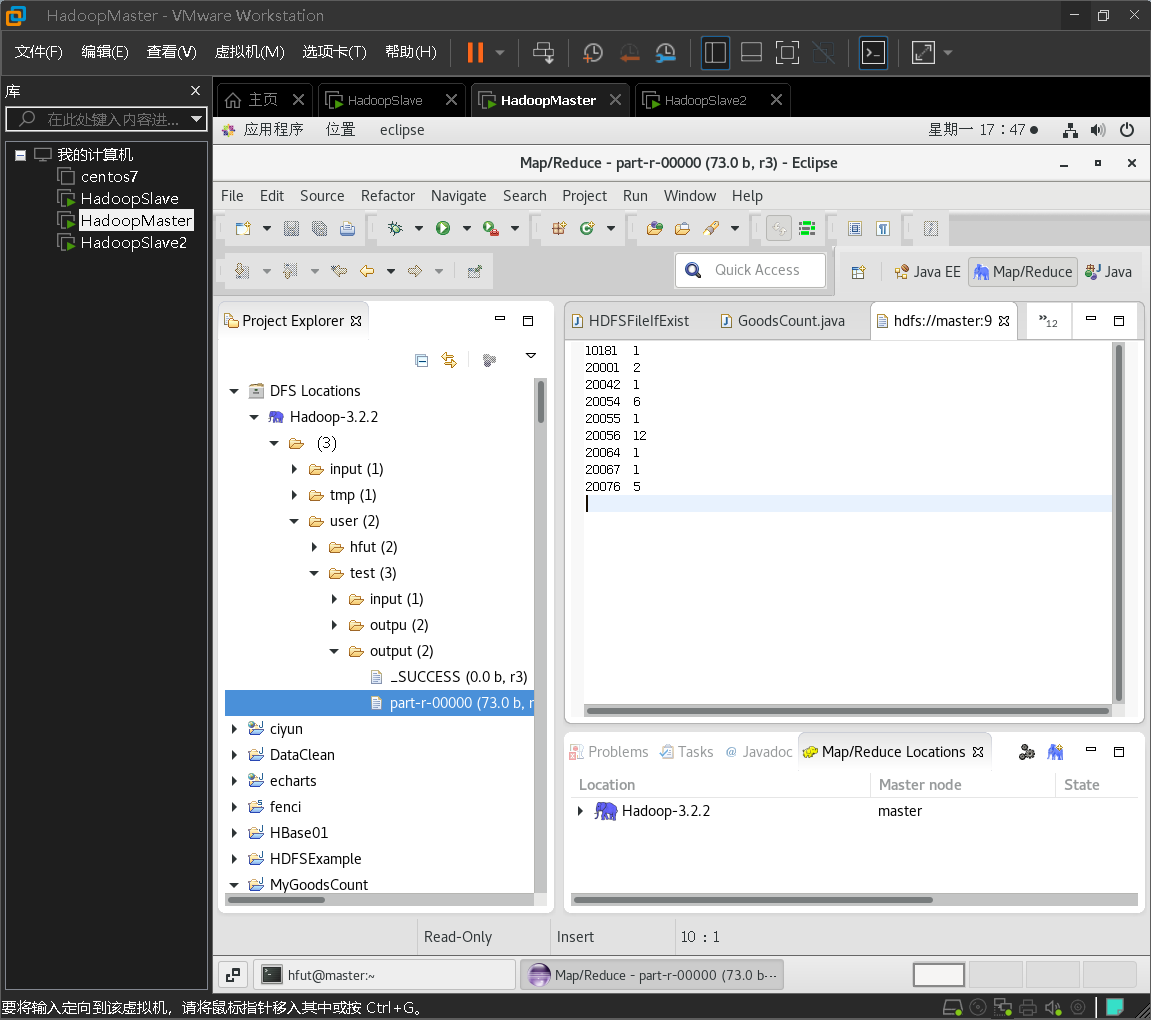 HadoopMaster - VMware Workstation
文件(F) 编辑(E) 查看(V) 虚拟机(M) 选项卡(T) 帮助(H)
库
在此处键入内容进...
我的计算机
centos7
HadoopSlave
HadoopMaster
HadoopSlave2
主页 HadoopSlave HadoopMaster HadoopSlave2
应用程序 位置 eclipse 星期一 17：47
Map/Reduce - part-r-00000 (73.0 b, r3) - Eclipse
File Edit Source Refactor Navigate Search Project Run Window Help
Quick Access Java EE Map/Reduce Java
Project Explorer
DFS Locations
Hadoop-3.2.2
(3)
input (1)
tmp (1)
user (2)
hfut (2)
test (3)
input (1)
outpu (2)
output (2)
_SUCCESS (0.0 b, r3)
part-r-00000 (73.0 b, r
ciyun
DataClean
echarts
fenci
HBase01
HDFSExample
MyGoodsCount
HDFSFileIfExist GoodsCount.java hdfs://master:9 »12
10181 1
20001 2
20042 1
20054 6
20055 1
20056 12
20064 1
20067 1
20076 5
Problems Tasks Javadoc Map/Reduce Locations
Location Master node State
Hadoop-3.2.2 master
Read-Only Insert 10 : 1
hfut@master:~ Map/Reduce - part-r-00000 (73.0 b···
要将输入定向到该虚拟机，请将鼠标指针移入其中或按 Ctrl+G。